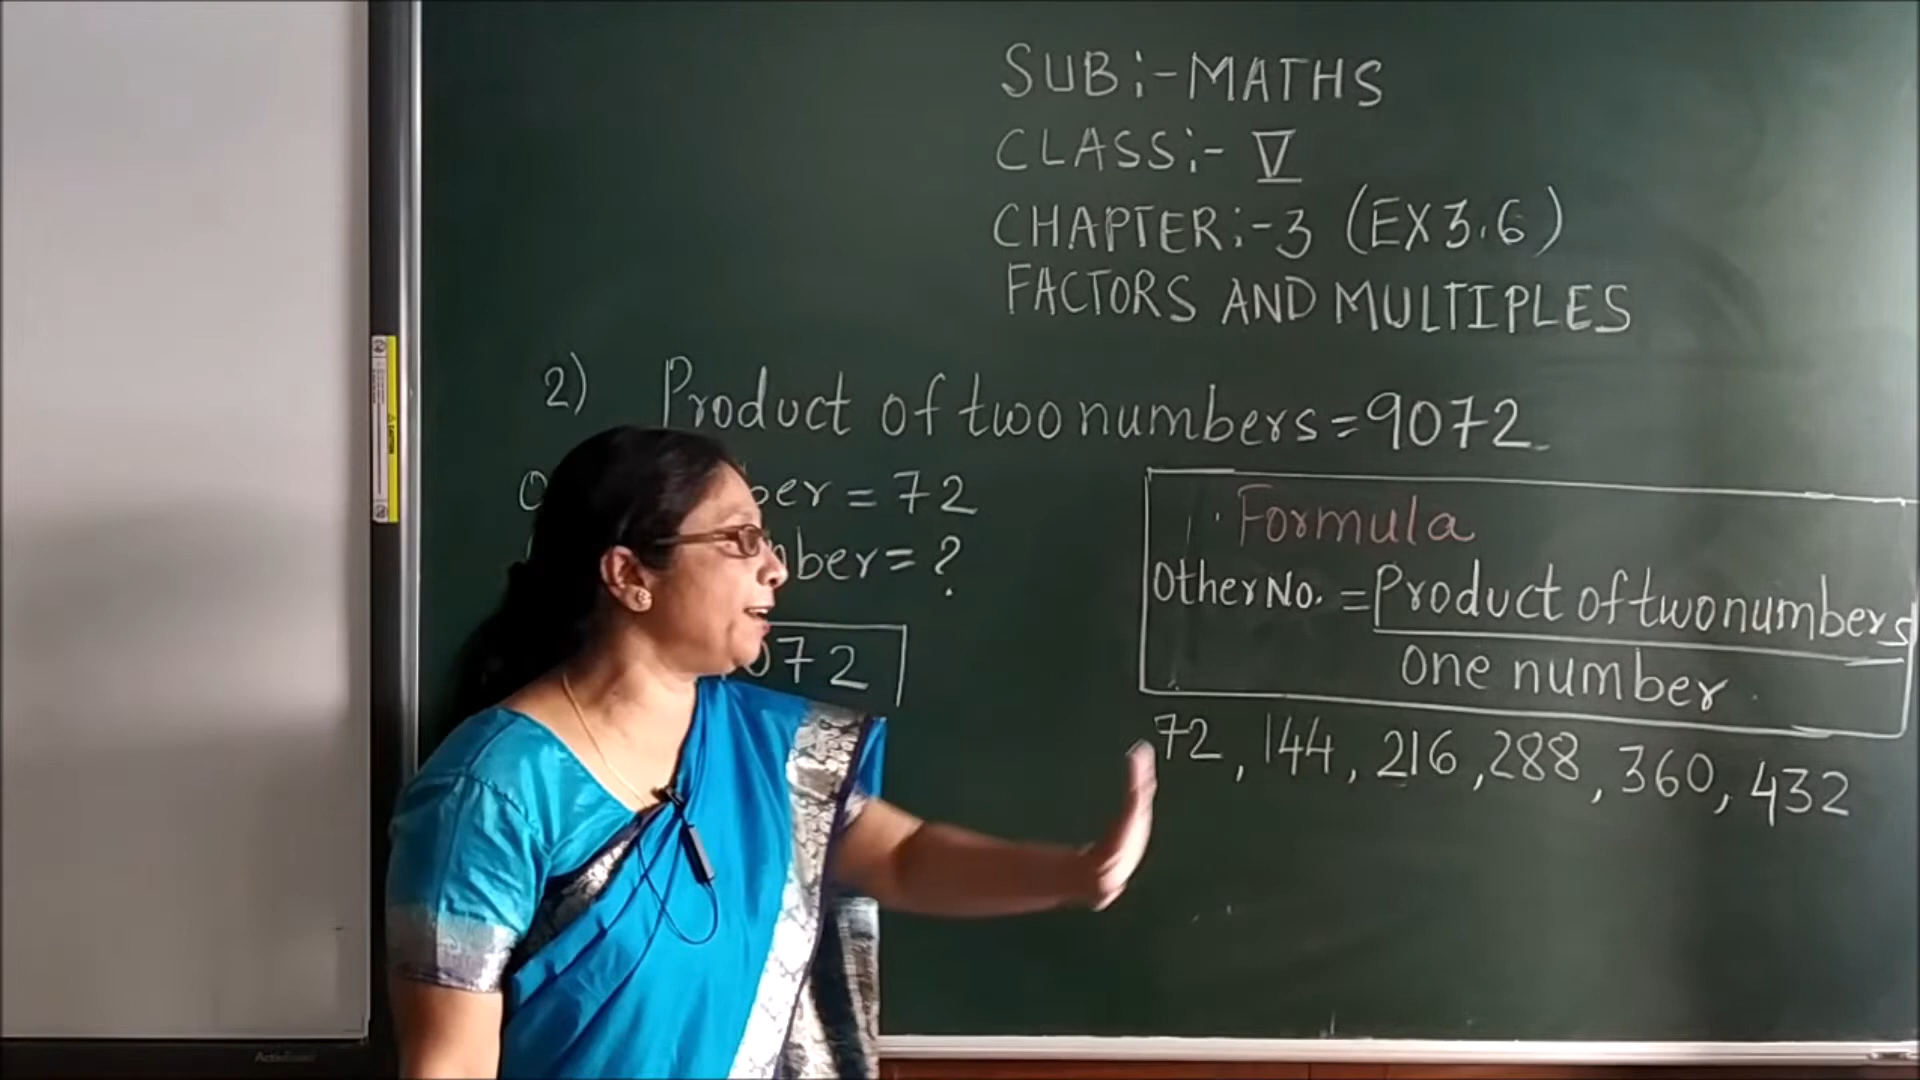 SUB:-MATHS
CLASS:- V
CHAPTER:-3 (EX3.6)
FACTORS AND MULTIPLES
2) Product of two numbers=9072
ber = 72
ber = ?
072
Formula
Other No. = Product of two numbers
one number
72, 144, 216, 288, 360, 432